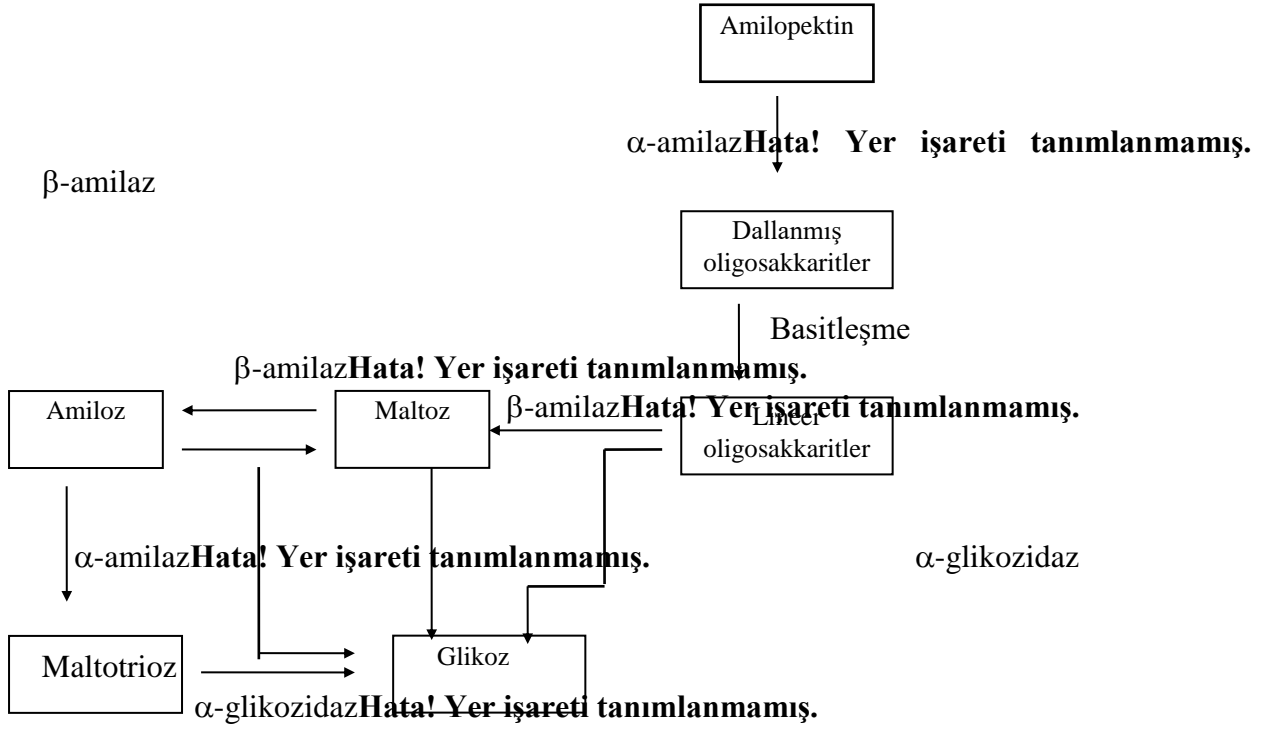 Amilopektin
α-amilazHata! Yer işareti tanımlanmamış.
β-amilaz
Dallanmış
oligosakkaritler
Basitleşme
β-amilazHata! Yer işareti tanımlanmamış.
Amiloz
Maltoz
β-amilazHata! Yer işareti tanımlanmamış.
Lineer
oligosakkaritler
α-amilazHata! Yer işareti tanımlanmamış.
α-glikozidaz
Maltotrioz
Glikoz
α-glikozidazHata! Yer işareti tanımlanmamış.